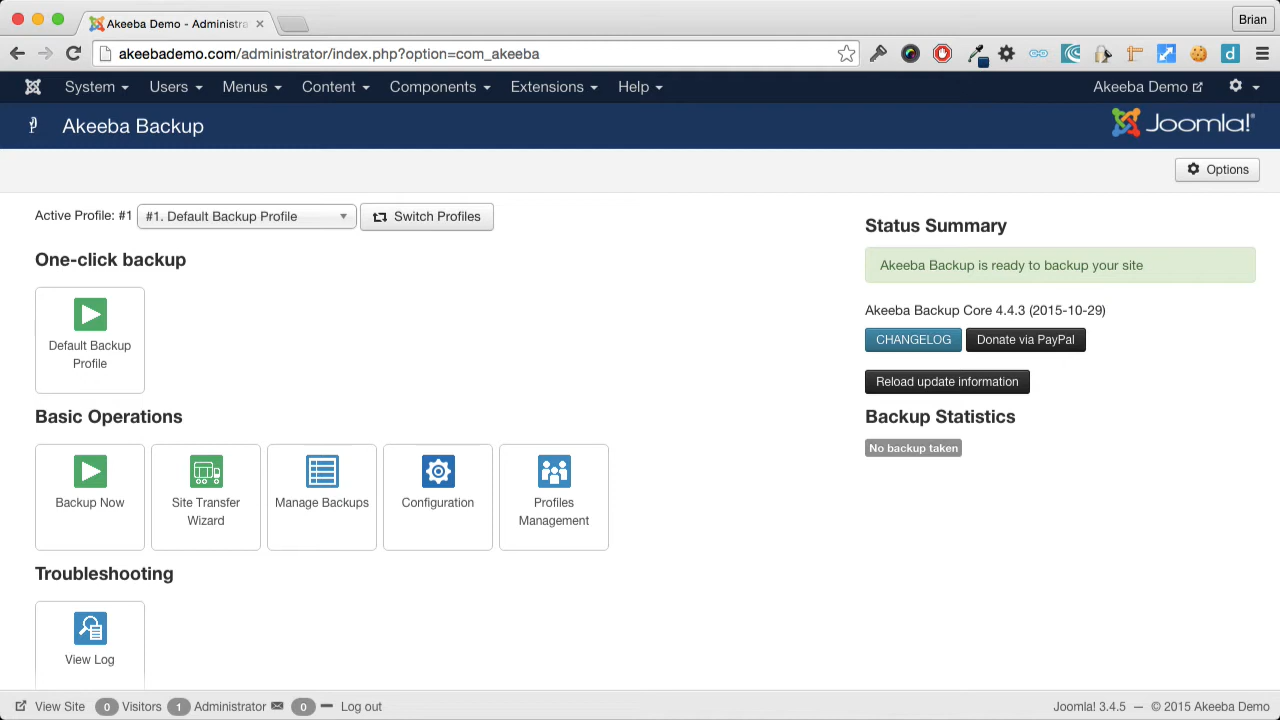 Akeeba Demo - Administra
Brian
akeebademo.com/administrator/index.php?option=com_akeeba
System Users Menus Content Components Extensions Help Akeeba Demo
Akeeba Backup
Joomla!
Options
Active Profile: #1
#1. Default Backup Profile
Switch Profiles
One-click backup
Default Backup
Profile
Basic Operations
Backup Now
Site Transfer
Wizard
Manage Backups
Configuration
Profiles
Management
Troubleshooting
View Log
Status Summary
Akeeba Backup is ready to backup your site
Akeeba Backup Core 4.4.3 (2015-10-29)
CHANGELOG
Donate via PayPal
Reload update information
Backup Statistics
No backup taken
View Site 0 Visitors 1 Administrator 0 Log out
Joomla! 3.4.5 — © 2015 Akeeba Demo